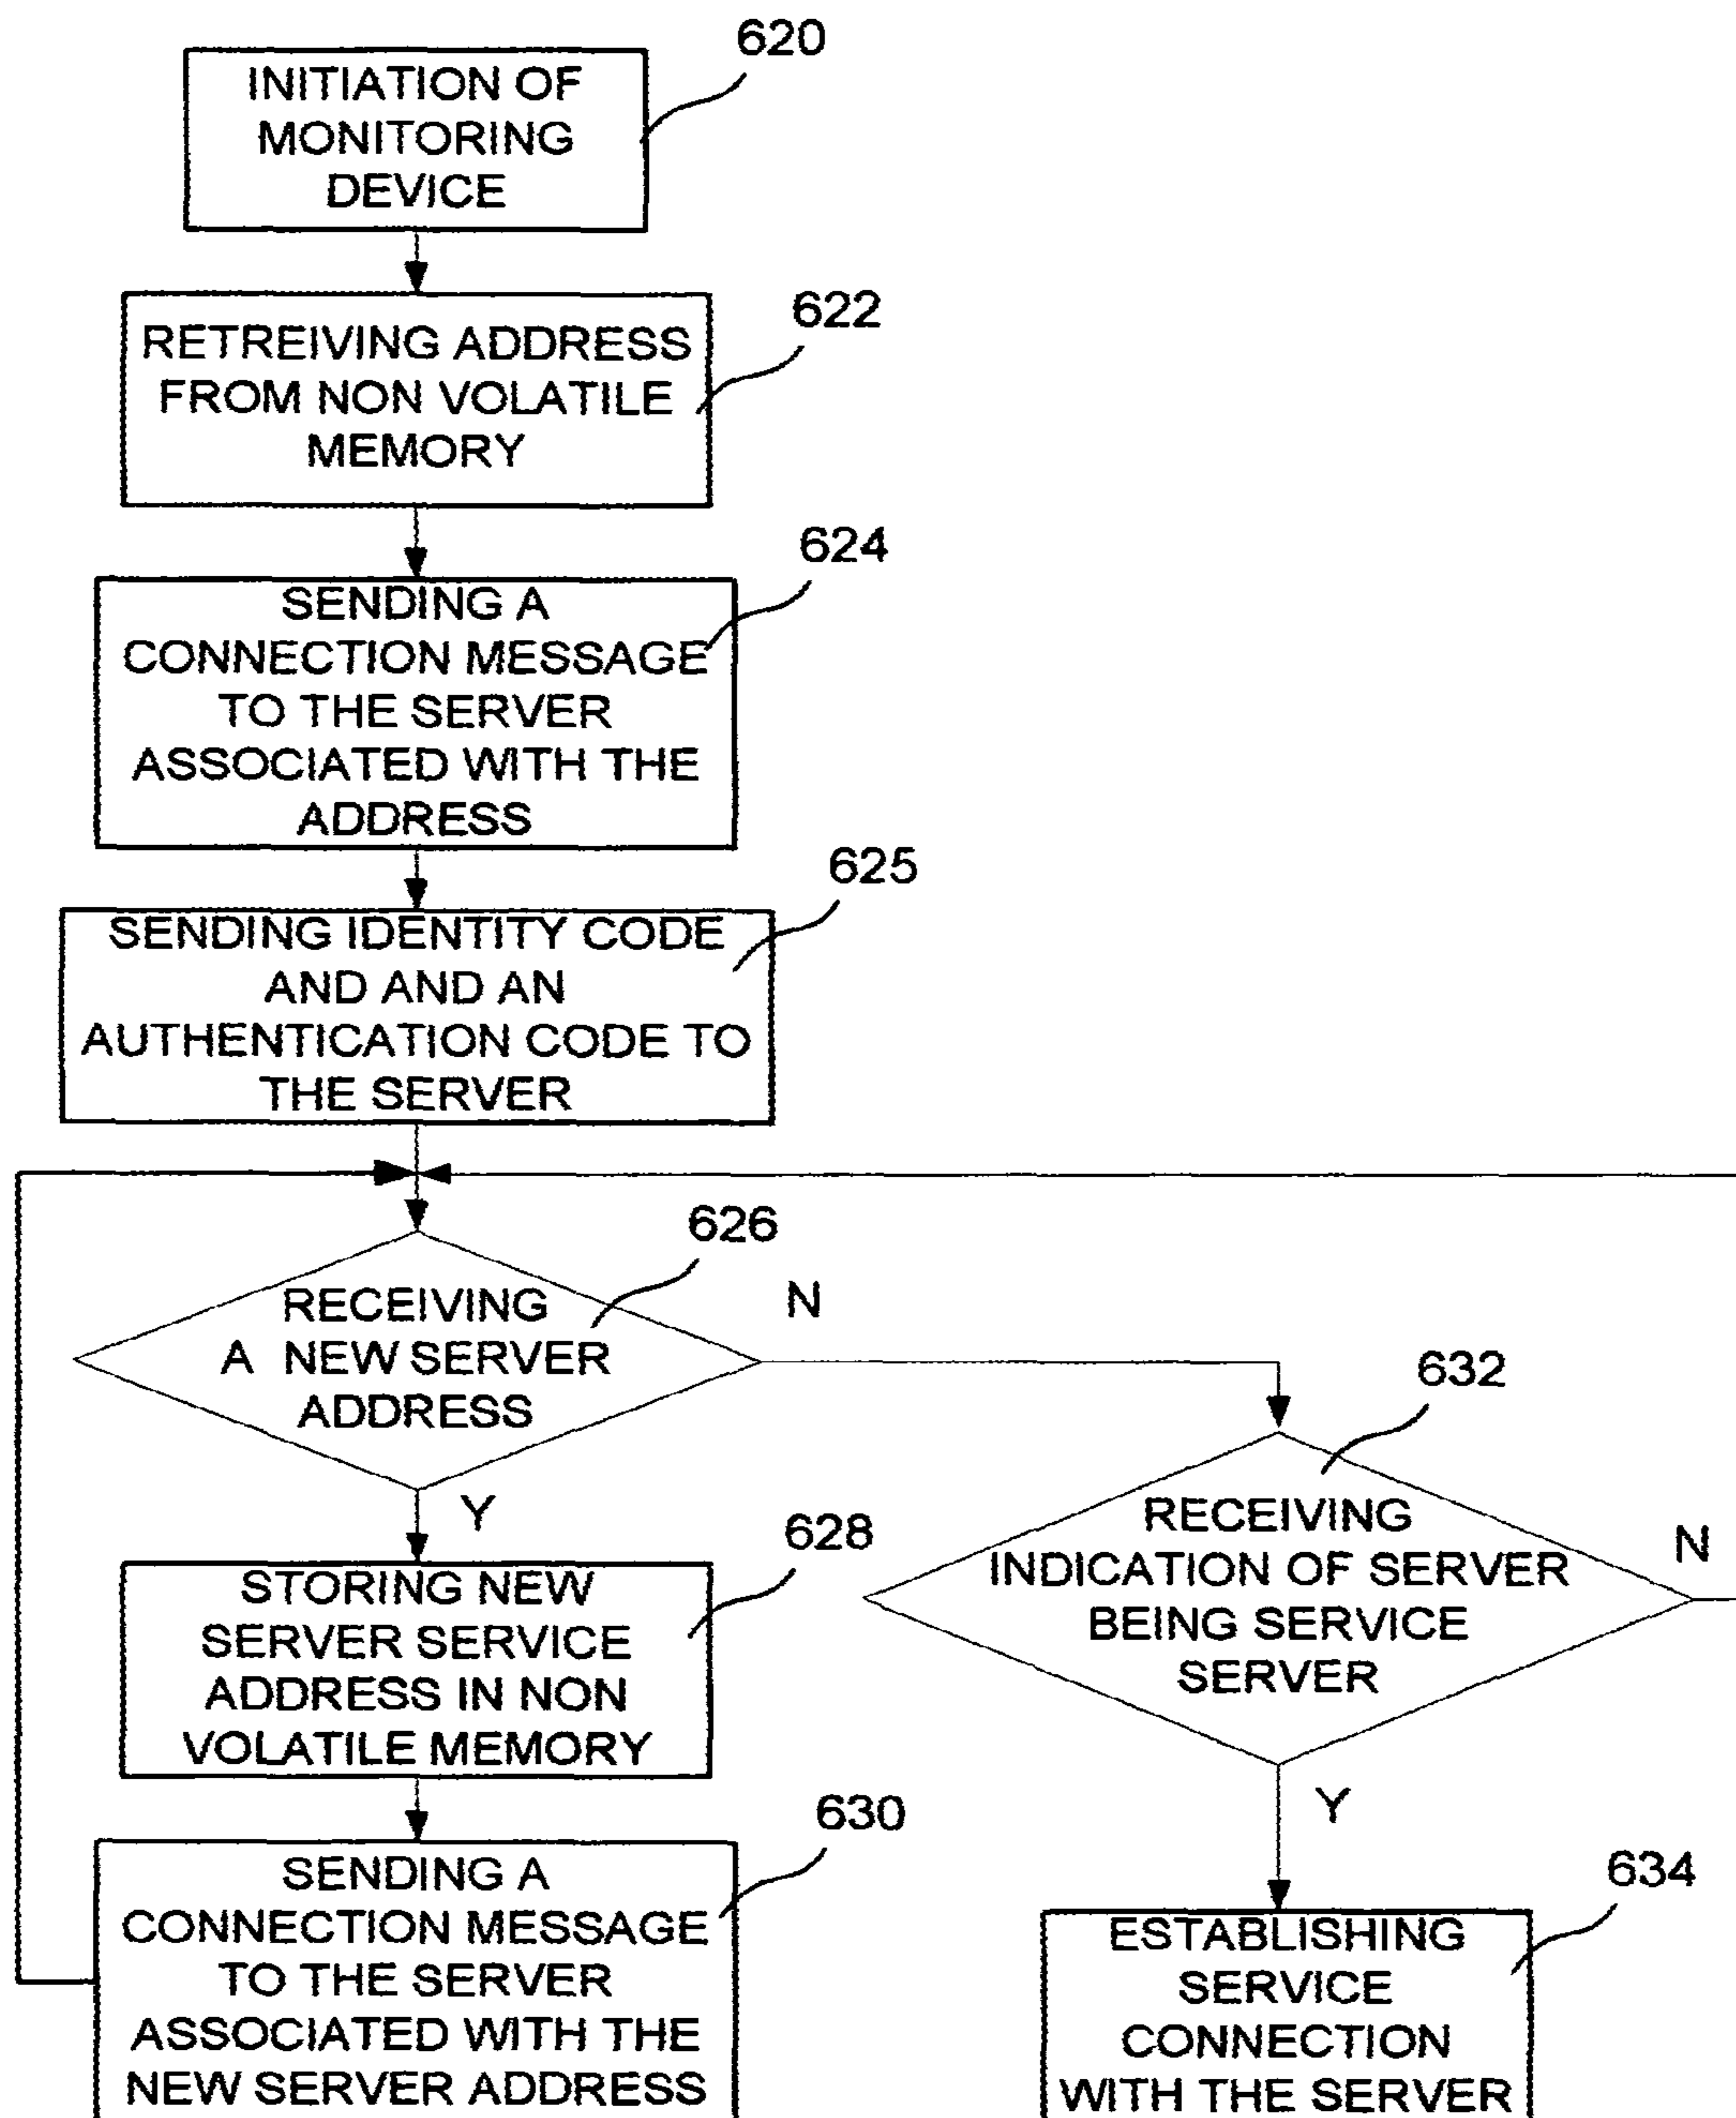 620
INITIATION OF
MONITORING
DEVICE
622
RETREIVING ADDRESS
FROM NON VOLATILE
MEMORY
624
SENDING A
CONNECTION MESSAGE
TO THE SERVER
ASSOCIATED WITH THE
ADDRESS
625
SENDING IDENTITY CODE
AND AND AN
AUTHENTICATION CODE TO
THE SERVER
626
RECEIVING
A NEW SERVER
ADDRESS
N
Y
628
STORING NEW
SERVER SERVICE
ADDRESS IN NON
VOLATILE MEMORY
630
SENDING A
CONNECTION MESSAGE
TO THE SERVER
ASSOCIATED WITH THE
NEW SERVER ADDRESS
632
RECEIVING
INDICATION OF SERVER
BEING SERVICE
SERVER
N
Y
634
ESTABLISHING
SERVICE
CONNECTION
WITH THE SERVER